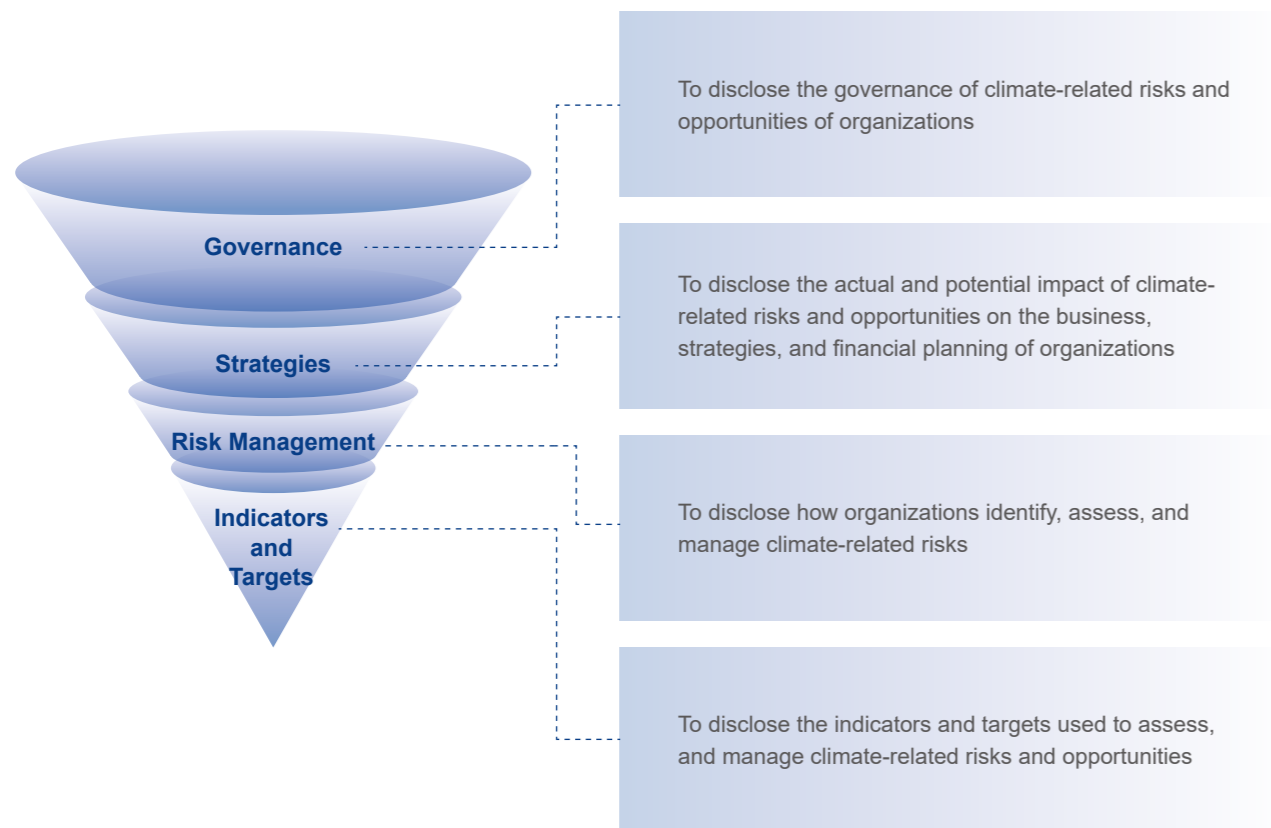 Governance
To disclose the governance of climate-related risks and
opportunities of organizations
Strategies
To disclose the actual and potential impact of climate-
related risks and opportunities on the business,
strategies, and financial planning of organizations
Risk Management
To disclose how organizations identify, assess, and
manage climate-related risks
Indicators
and
Targets
To disclose the indicators and targets used to assess,
and manage climate-related risks and opportunities